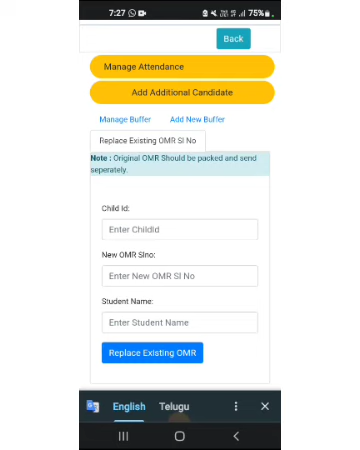 7:27
75%
Back
Manage Attendance
Add Additional Candidate
Manage Buffer Add New Buffer
Replace Existing OMR Sl No
Note : Original OMR Should be packed and send
seperately.
Child Id:
Enter ChildId
New OMR Slno:
Enter New OMR Sl No
Student Name:
Enter Student Name
Replace Existing OMR
English Telugu